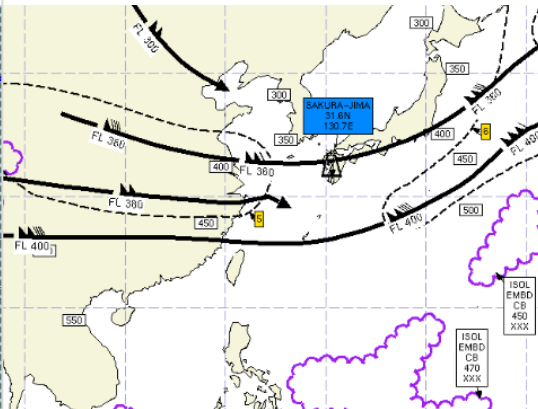 300
FL 300
350
300
SAKURA-JIMA
31.6N
130.7E
FL 360
FL 360
350
400
6
FL 400
FL 360
400
450
FL 380
450
5
FL 400
500
FL 400
ISOL
EMBD
CB
450
XXX
550
ISOL
EMBD
CB
470
XXX